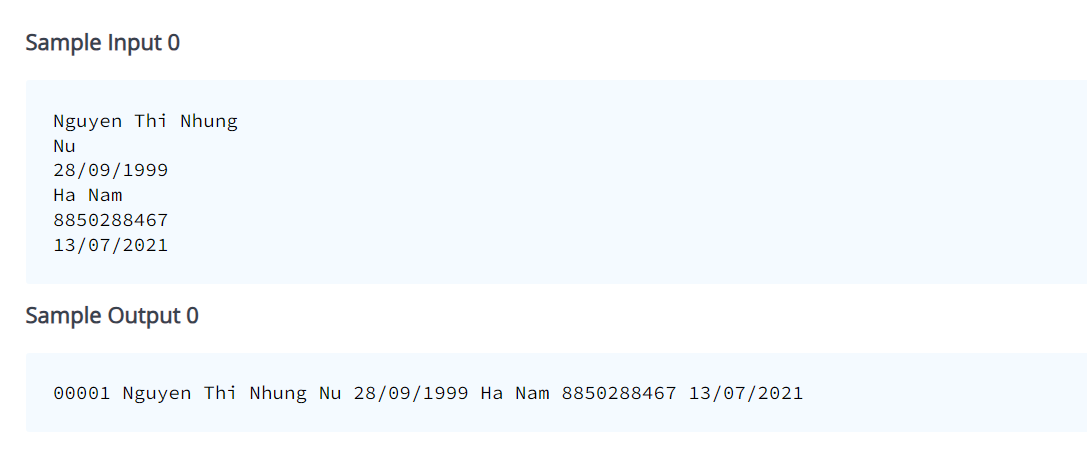 Sample Input 0
Nguyen Thi Nhung
Nu
28/09/1999
Ha Nam
8850288467
13/07/2021
Sample Output 0
00001 Nguyen Thi Nhung Nu 28/09/1999 Ha Nam 8850288467 13/07/2021